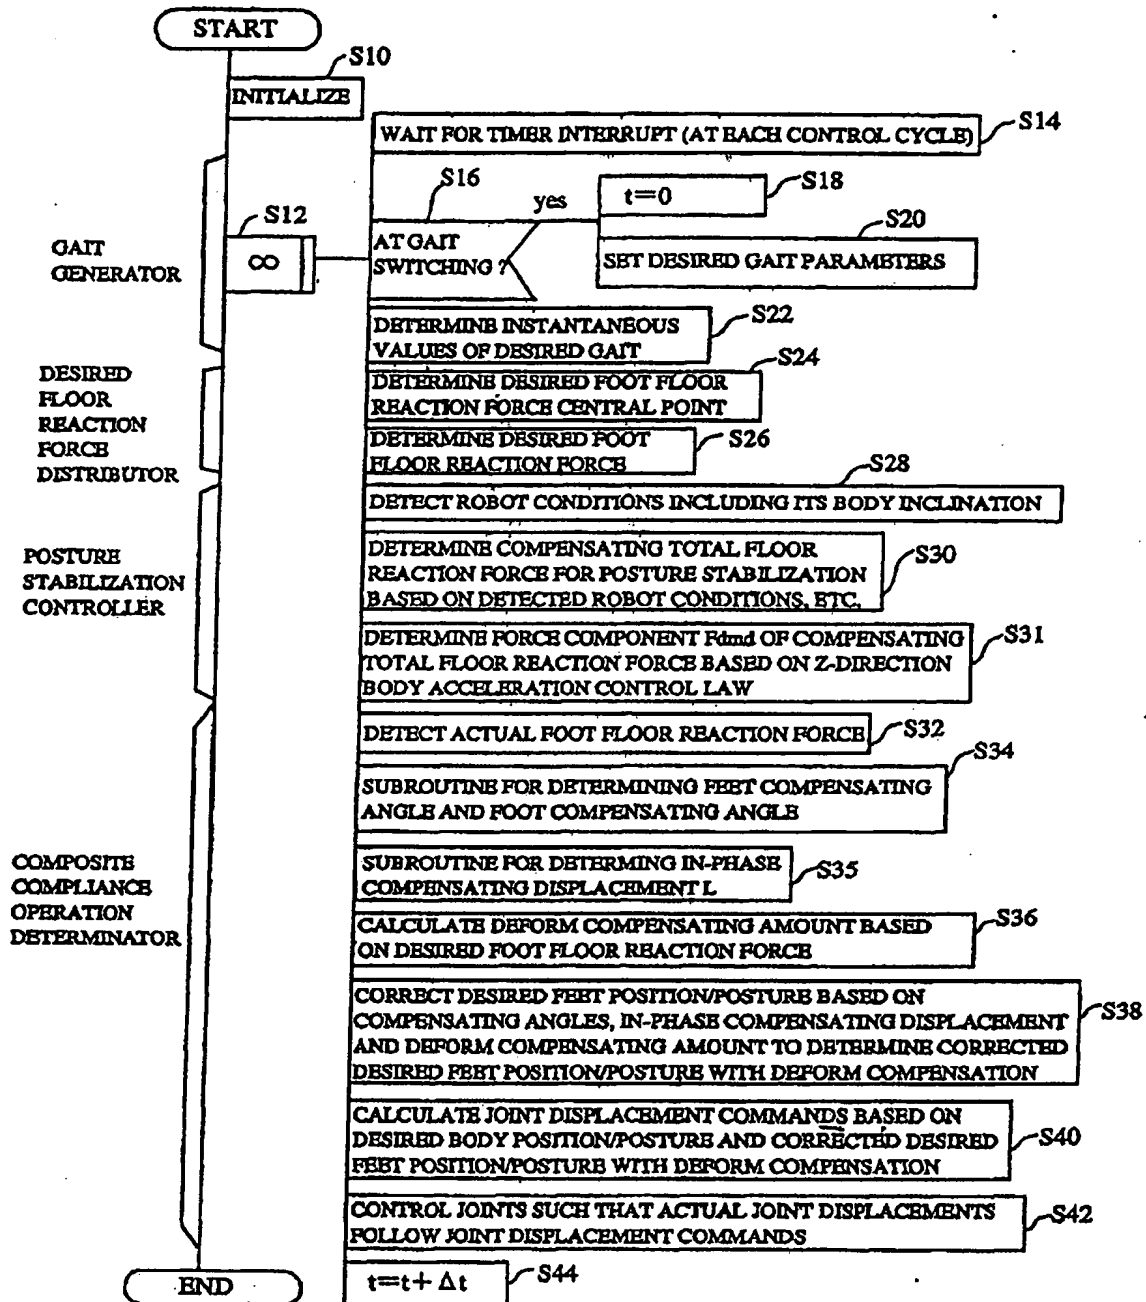 START
S10
INITIALIZE
S14
WAIT FOR TIMER INTERRUPT (AT EACH CONTROL CYCLE)
S16
yes
S18
t=0
S12
∞
AT GAIT
SWITCHING ?
S20
SET DESIRED GAIT PARAMETERS
GAIT
GENERATOR
S22
DETERMINE INSTANTANEOUS
VALUES OF DESIRED GAIT
S24
DETERMINE DESIRED FOOT FLOOR
REACTION FORCE CENTRAL POINT
DESIRED
FLOOR
REACTION
FORCE
DISTRIBUTOR
S26
DETERMINE DESIRED FOOT
FLOOR REACTION FORCE
S28
DETECT ROBOT CONDITIONS INCLUDING ITS BODY INCLINATION
POSTURE
STABILIZATION
CONTROLLER
DETERMINE COMPENSATING TOTAL FLOOR
REACTION FORCE FOR POSTURE STABILIZATION
BASED ON DETECTED ROBOT CONDITIONS, ETC.
S30
DETERMINE FORCE COMPONENT Fdmd OF COMPENSATING
TOTAL FLOOR REACTION FORCE BASED ON Z-DIRECTION
BODY ACCELERATION CONTROL LAW
S31
DETECT ACTUAL FOOT FLOOR REACTION FORCE
S32
S34
SUBROUTINE FOR DETERMINING FEET COMPENSATING
ANGLE AND FOOT COMPENSATING ANGLE
COMPOSITE
COMPLIANCE
OPERATION
DETERMINATOR
SUBROUTINE FOR DETERMING IN-PHASE
COMPENSATING DISPLACEMENT L
S35
CALCULATE DEFORM COMPENSATING AMOUNT BASED
ON DESIRED FOOT FLOOR REACTION FORCE
S36
CORRECT DESIRED FEET POSITION/POSTURE BASED ON
COMPENSATING ANGLES, IN-PHASE COMPENSATING DISPLACEMENT
AND DEFORM COMPENSATING AMOUNT TO DETERMINE CORRECTED
DESIRED FEET POSITION/POSTURE WITH DEFORM COMPENSATION
S38
CALCULATE JOINT DISPLACEMENT COMMANDS BASED ON
DESIRED BODY POSITION/POSTURE AND CORRECTED DESIRED
FEET POSITION/POSTURE WITH DEFORM COMPENSATION
S40
CONTROL JOINTS SUCH THAT ACTUAL JOINT DISPLACEMENTS
FOLLOW JOINT DISPLACEMENT COMMANDS
S42
END
t=t+ Δt
S44